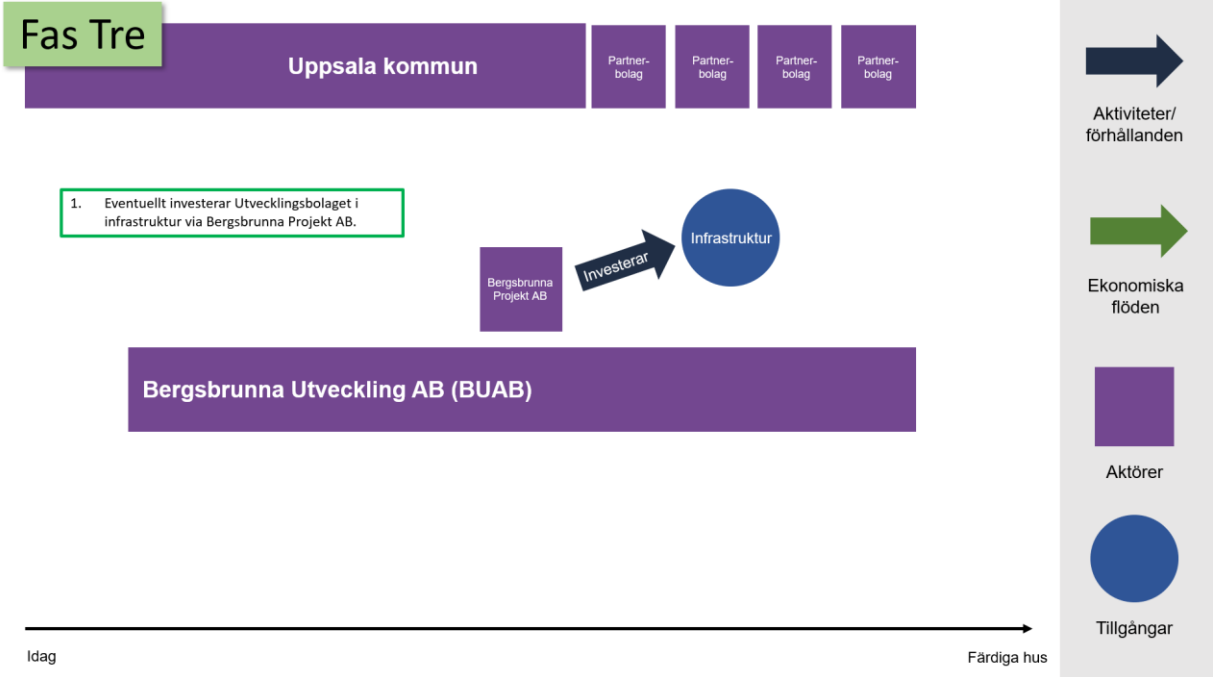 Fas Tre
Uppsala kommun
Partner-
bolag
Partner-
bolag
Partner-
bolag
Partner-
bolag
1. Eventuellt investerar Utvecklingsbolaget i
infrastruktur via Bergsbrunna Projekt AB.
Bergsbrunna
Projekt AB
Investerar
Infrastruktur
Bergsbrunna Utveckling AB (BUAB)
Idag
Färdiga hus
Aktiviteter/
förhållanden
Ekonomiska
flöden
Aktörer
Tillgångar